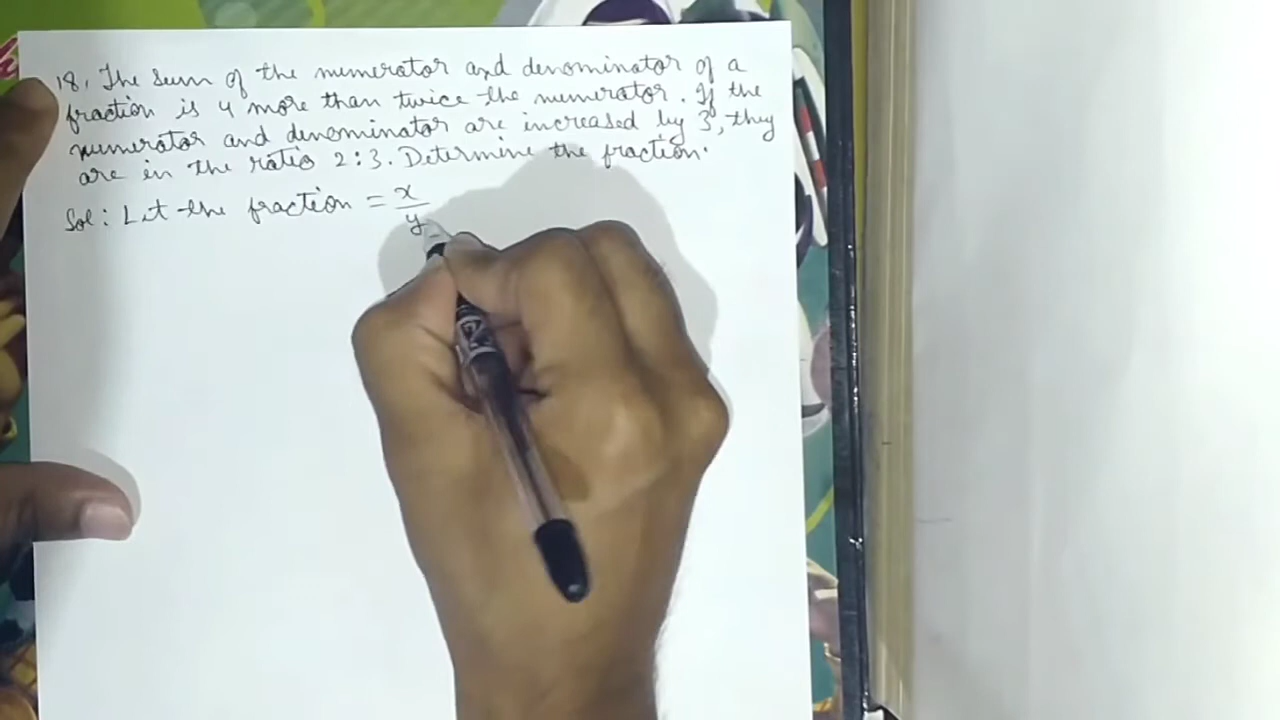 18. The sum of the numerator and denominator of a
fraction is 4 more than twice the numerator. If the
numerator and denominator are increased by 3, they
are in the ratio 2:3. Determine the fraction.
Sol: Let the fraction = x/y